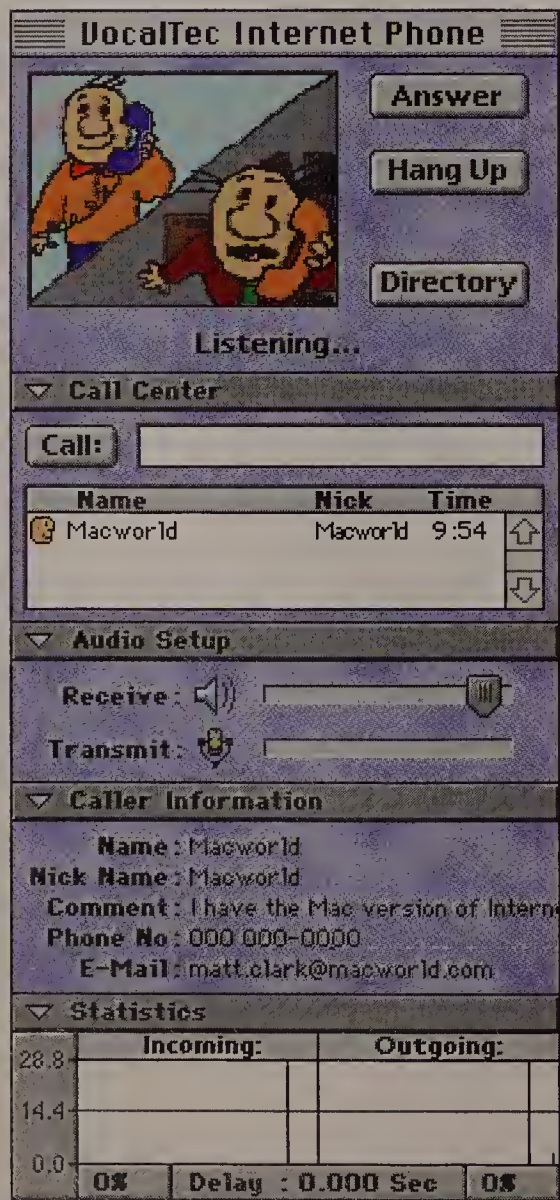 VocalTec Internet Phone
Answer
Hang Up
Directory
Listening...
Call Center
Call:
Name Nick Time
Macworld Macworld 9:54
Audio Setup
Receive:
Transmit:
Caller Information
Name: Macworld
Nick Name: Macworld
Comment: I have the Mac version of Interne
Phone No: 000 000-0000
E-Mail: matt.clark@macworld.com
Statistics
Incoming: Outgoing:
28.8
14.4
0.0
0% Delay : 0.000 Sec 0%